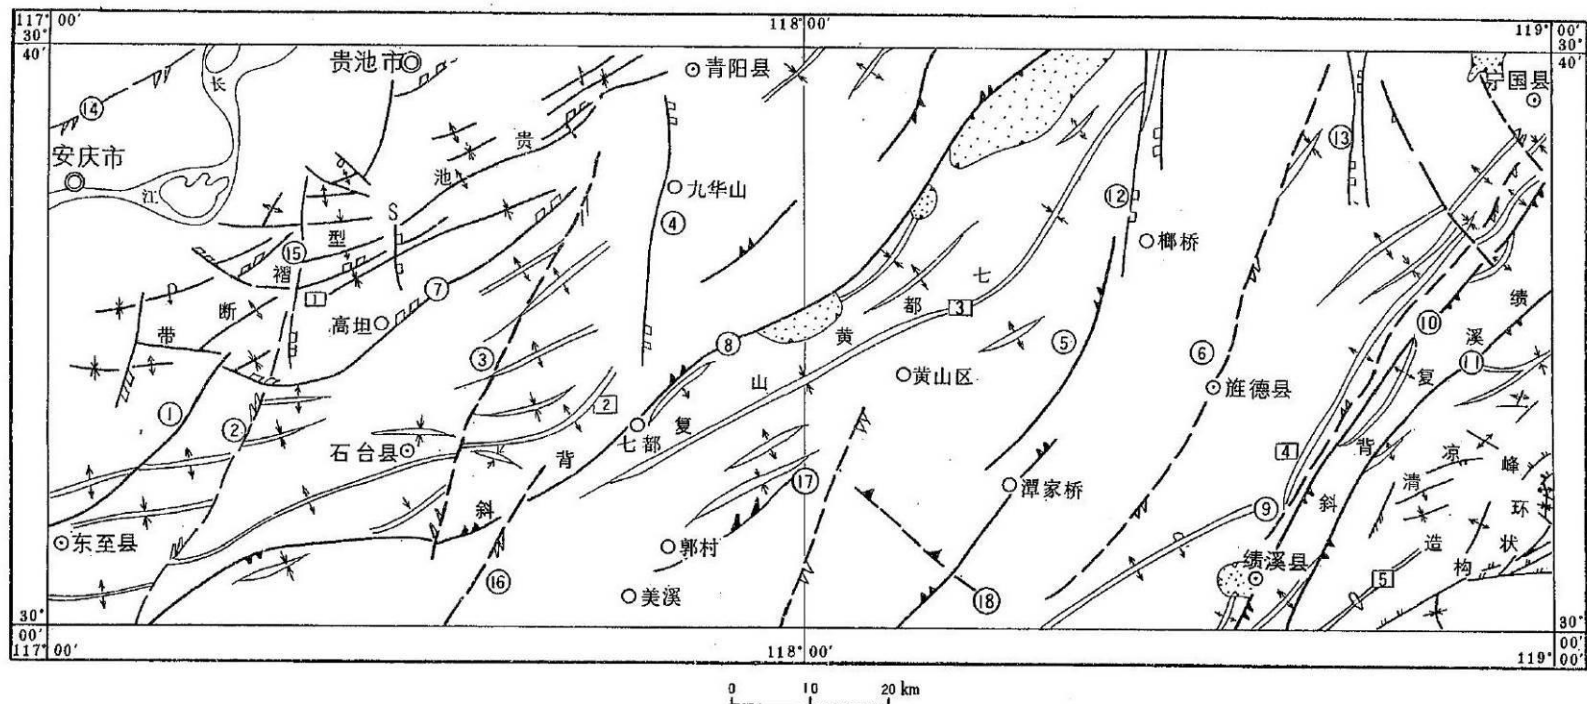 117° 00′
118° 00′
119° 00′
30° 40′
30° 40′
贵池市
青阳县
宁国县
长
⑭
⑬
安庆市
贵
池
江
九华山
④
⑫
S
型
⑮
榔桥
褶
1
⑦
七
断
带
高坦
都
3
绩
③
⑧
黄
⑤
⑥
⑩
溪
⑪
山
黄山区
旌德县
复
①
②
2
石台县
七都
复
背
4
背
凉
峰
清
⑰
潭家桥
斜
⑨
斜
环
东至县
郭村
造
状
⑯
美溪
⑱
绩溪县
5
构
30° 00′
30° 00′
117° 00′
118° 00′
119° 00′
0 10 20 km